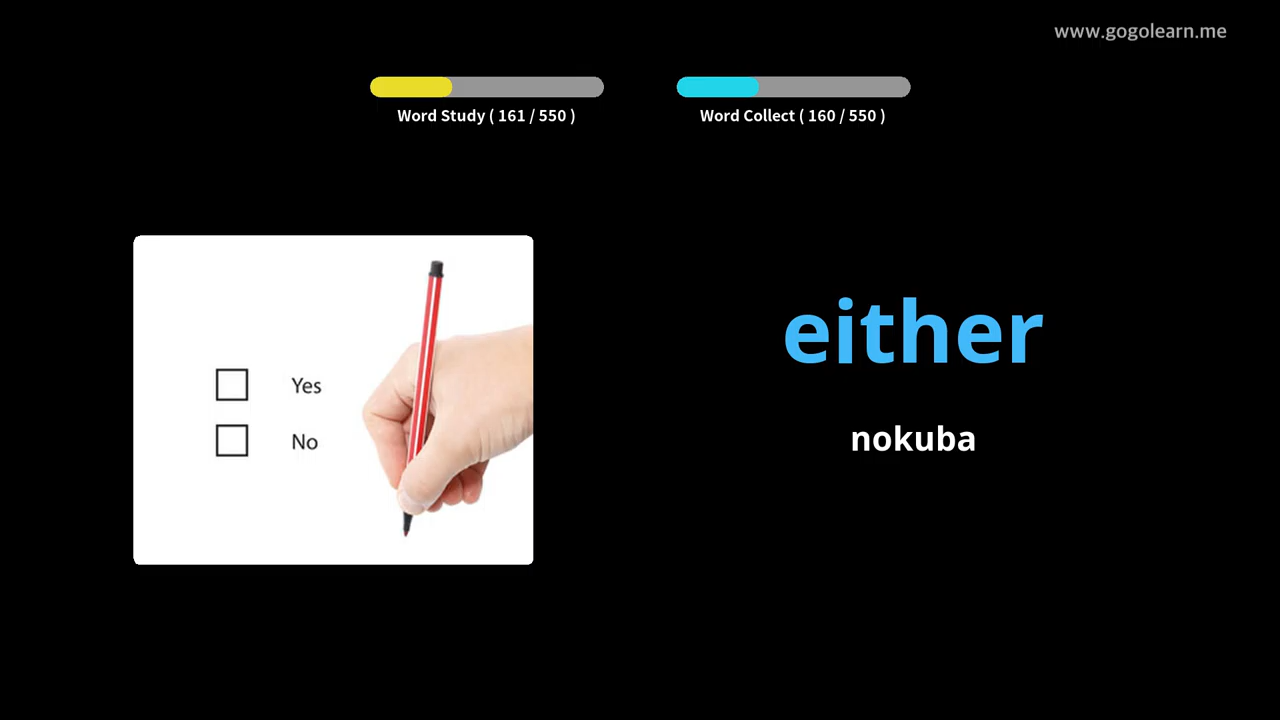 www.gogolearn.me
Word Study ( 161 / 550 )
Word Collect ( 160 / 550 )
Yes
No
either
nokuba